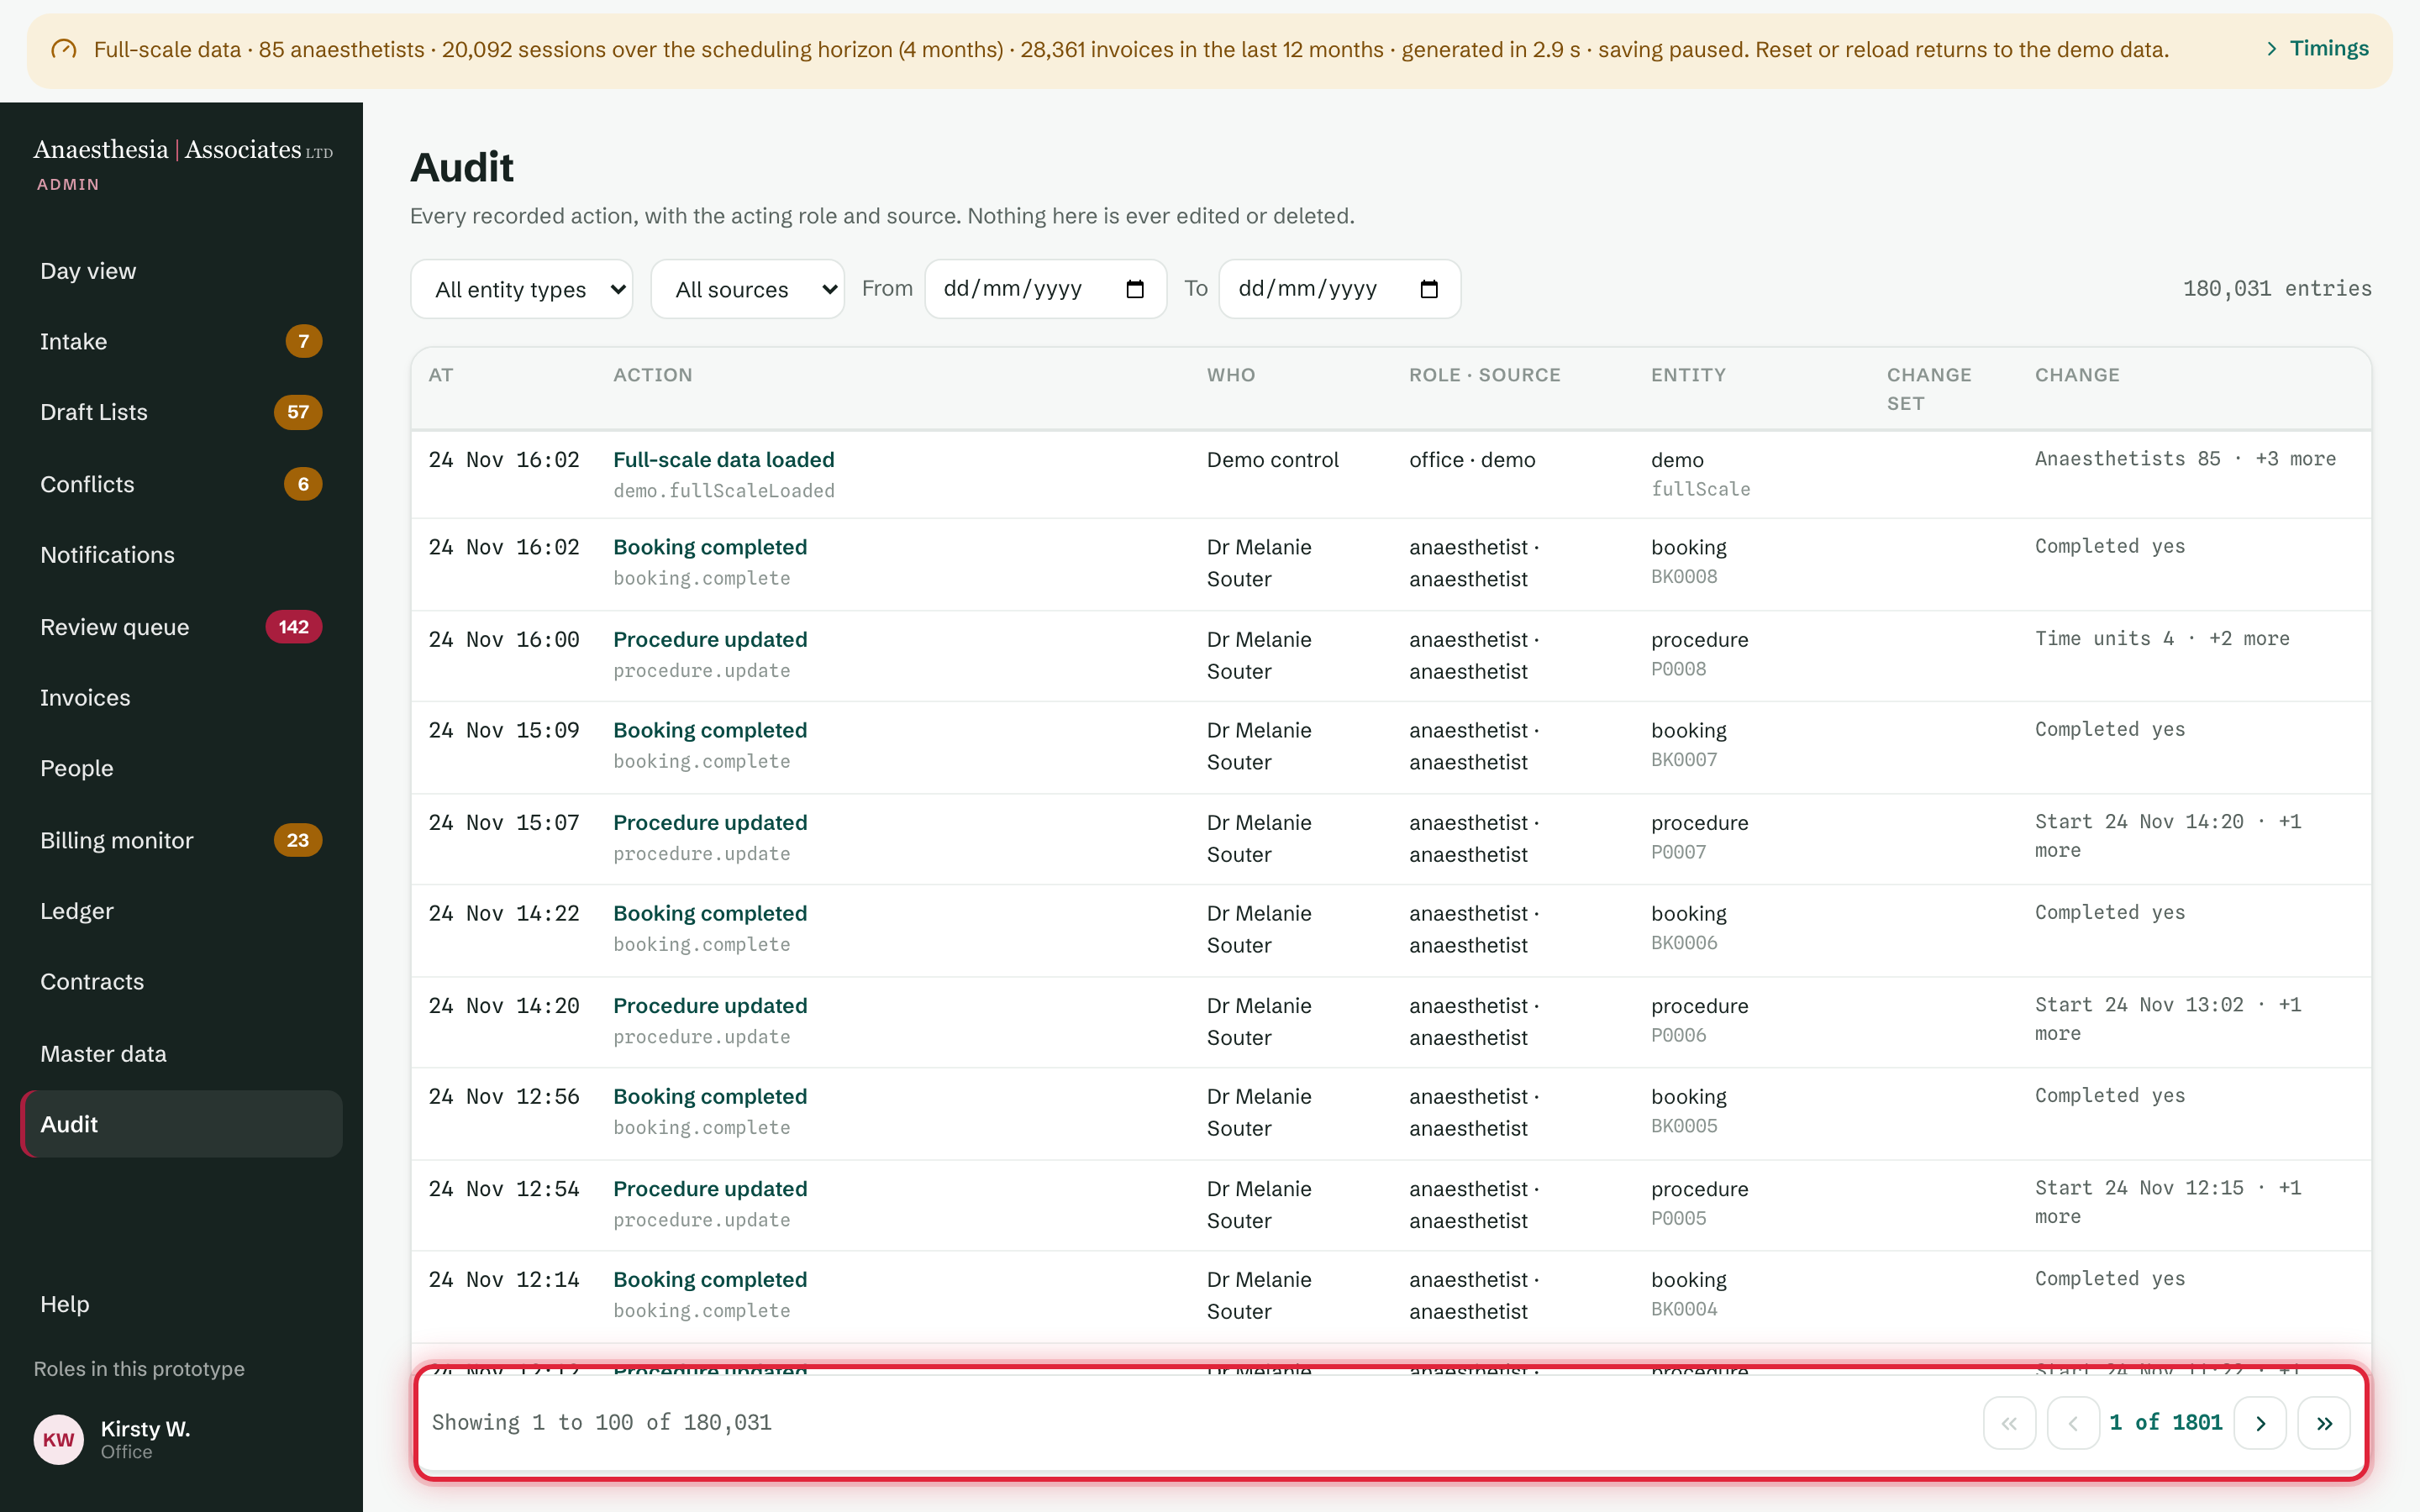 Full-scale data · 85 anaesthetists · 20,092 sessions over the scheduling horizon (4 months) · 28,361 invoices in the last 12 months · generated in 2.9 s · saving paused. Reset or reload returns to the demo data.
Timings
Anaesthesia | Associates LTD
ADMIN
Day view
Intake 7
Draft Lists 57
Conflicts 6
Notifications
Review queue 142
Invoices
People
Billing monitor 23
Ledger
Contracts
Master data
Audit
Help
Roles in this prototype
KW
Kirsty W.
Office
Audit
Every recorded action, with the acting role and source. Nothing here is ever edited or deleted.
All entity types All sources From dd/mm/yyyy To dd/mm/yyyy 180,031 entries
AT ACTION WHO ROLE · SOURCE ENTITY CHANGE CHANGE
SET
24 Nov 16:02 Full-scale data loaded Demo control office · demo demo Anaesthetists 85 · +3 more
demo.fullScaleLoaded fullScale
24 Nov 16:02 Booking completed Dr Melanie anaesthetist · booking Completed yes
booking.complete Souter anaesthetist BK0008
24 Nov 16:00 Procedure updated Dr Melanie anaesthetist · procedure Time units 4 · +2 more
procedure.update Souter anaesthetist P0008
24 Nov 15:09 Booking completed Dr Melanie anaesthetist · booking Completed yes
booking.complete Souter anaesthetist BK0007
24 Nov 15:07 Procedure updated Dr Melanie anaesthetist · procedure Start 24 Nov 14:20 · +1
procedure.update Souter anaesthetist P0007 more
24 Nov 14:22 Booking completed Dr Melanie anaesthetist · booking Completed yes
booking.complete Souter anaesthetist BK0006
24 Nov 14:20 Procedure updated Dr Melanie anaesthetist · procedure Start 24 Nov 13:02 · +1
procedure.update Souter anaesthetist P0006 more
24 Nov 12:56 Booking completed Dr Melanie anaesthetist · booking Completed yes
booking.complete Souter anaesthetist BK0005
24 Nov 12:54 Procedure updated Dr Melanie anaesthetist · procedure Start 24 Nov 12:15 · +1
procedure.update Souter anaesthetist P0005 more
24 Nov 12:14 Booking completed Dr Melanie anaesthetist · booking Completed yes
booking.complete Souter anaesthetist BK0004
24 Nov 12:12 Procedure updated Dr Melanie anaesthetist · procedure Start 24 Nov 11:22 · +1
Showing 1 to 100 of 180,031 1 of 1801